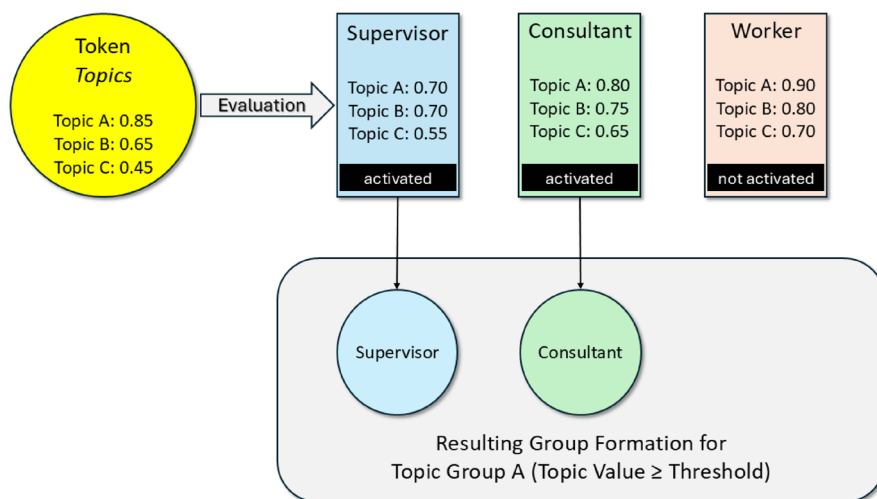 Token
Topics
Topic A: 0.85
Topic B: 0.65
Topic C: 0.45
Evaluation
Supervisor
Topic A: 0.70
Topic B: 0.70
Topic C: 0.55
activated
Consultant
Topic A: 0.80
Topic B: 0.75
Topic C: 0.65
activated
Worker
Topic A: 0.90
Topic B: 0.80
Topic C: 0.70
not activated
Supervisor
Consultant
Resulting Group Formation for
Topic Group A (Topic Value ≥ Threshold)